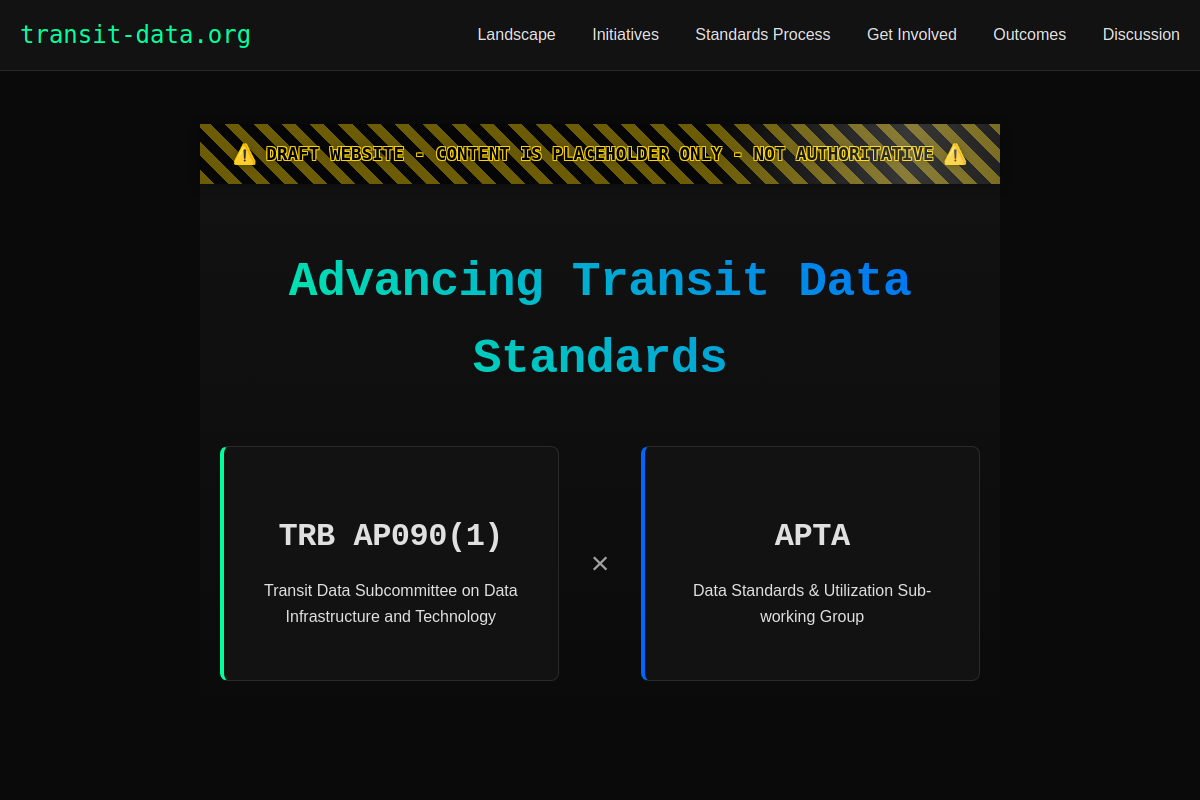 transit-data.org
Landscape Initiatives Standards Process Get Involved Outcomes Discussion
⚠️ DRAFT WEBSITE - CONTENT IS PLACEHOLDER ONLY - NOT AUTHORITATIVE ⚠️
Advancing Transit Data
Standards
TRB AP090(1)
Transit Data Subcommittee on Data
Infrastructure and Technology
×
APTA
Data Standards & Utilization Sub-
working Group